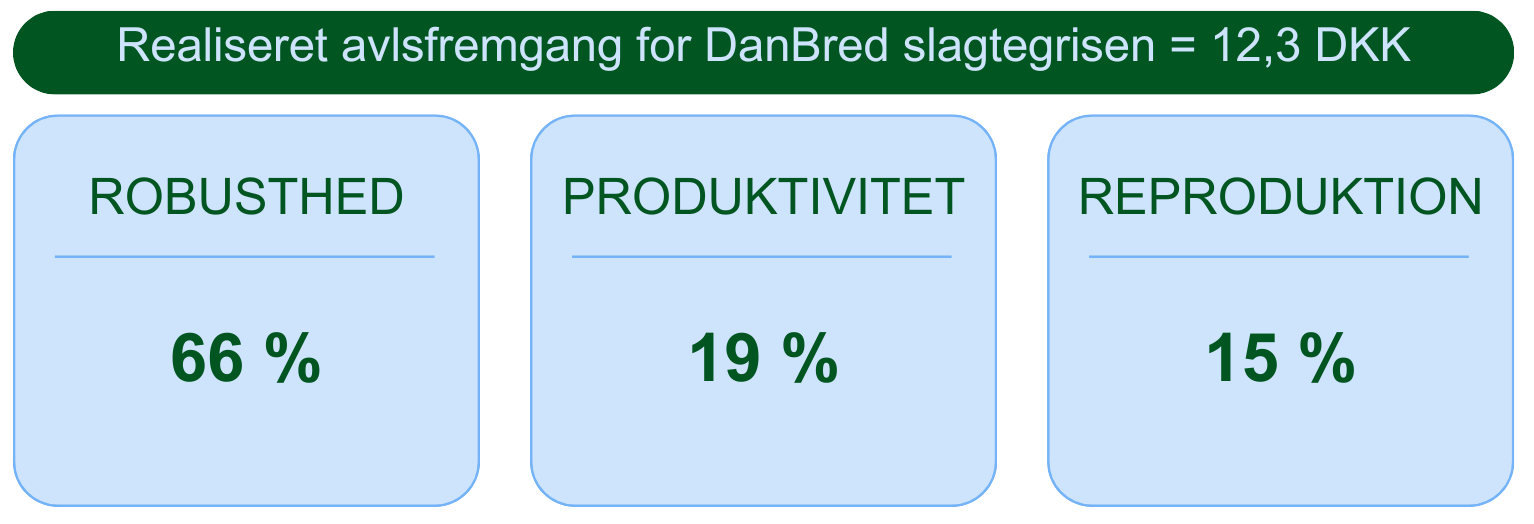 Realiseret avlsfremgang for DanBred slagtegrisen = 12,3 DKK
ROBUSTHED
66 %
PRODUKTIVITET
19 %
REPRODUKTION
15 %